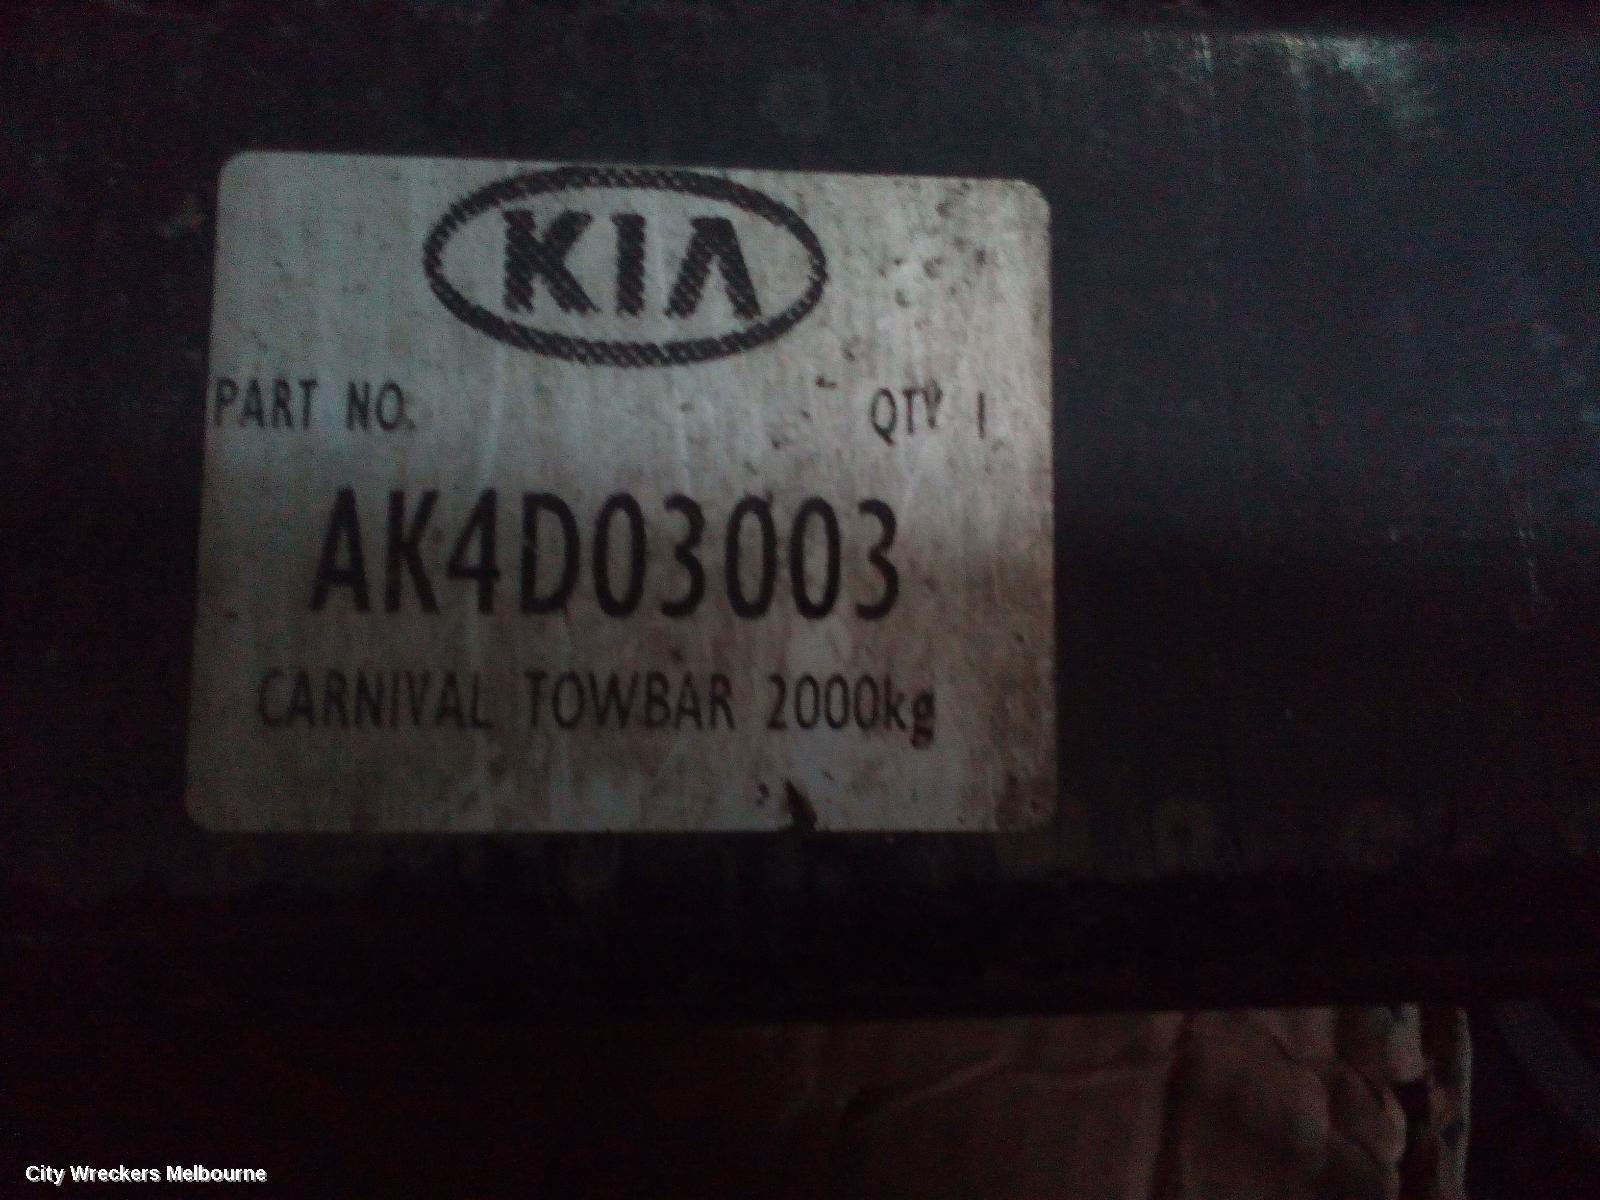 KIA
PART NO. QTY 1
AK4D03003
CARNIVAL TOWBAR 2000kg
City Wreckers Melbourne